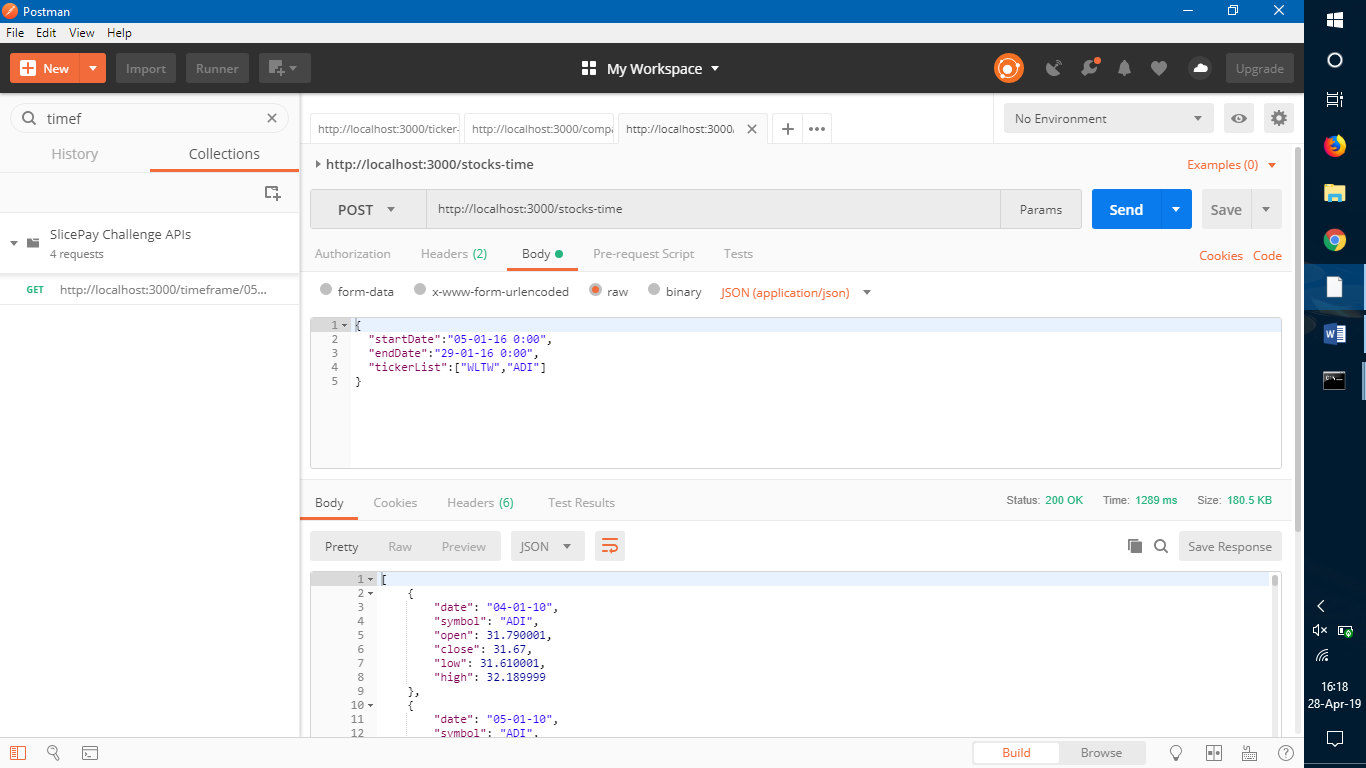 Postman
File Edit View Help
New Import Runner My Workspace Upgrade
timef
History Collections
SlicePay Challenge APIs
4 requests
GET http://localhost:3000/timeframe/05...
http://localhost:3000/ticker- http://localhost:3000/compa http://localhost:3000/
No Environment
http://localhost:3000/stocks-time
Examples (0)
POST http://localhost:3000/stocks-time Params Send Save
Authorization Headers (2) Body Pre-request Script Tests Cookies Code
form-data x-www-form-urlencoded raw binary JSON (application/json)
1 {
2 "startDate":"05-01-16 0:00",
3 "endDate":"29-01-16 0:00",
4 "tickerList":["WLTW","ADI"]
5 }
Body Cookies Headers (6) Test Results Status: 200 OK Time: 1289 ms Size: 180.5 KB
Pretty Raw Preview JSON Save Response
1 [
2 {
3 "date": "04-01-10",
4 "symbol": "ADI",
5 "open": 31.790001,
6 "close": 31.67,
7 "low": 31.610001,
8 "high": 32.189999
9 },
10 {
11 "date": "05-01-10",
12 "symbol": "ADI",
Build Browse
16:18
28-Apr-19